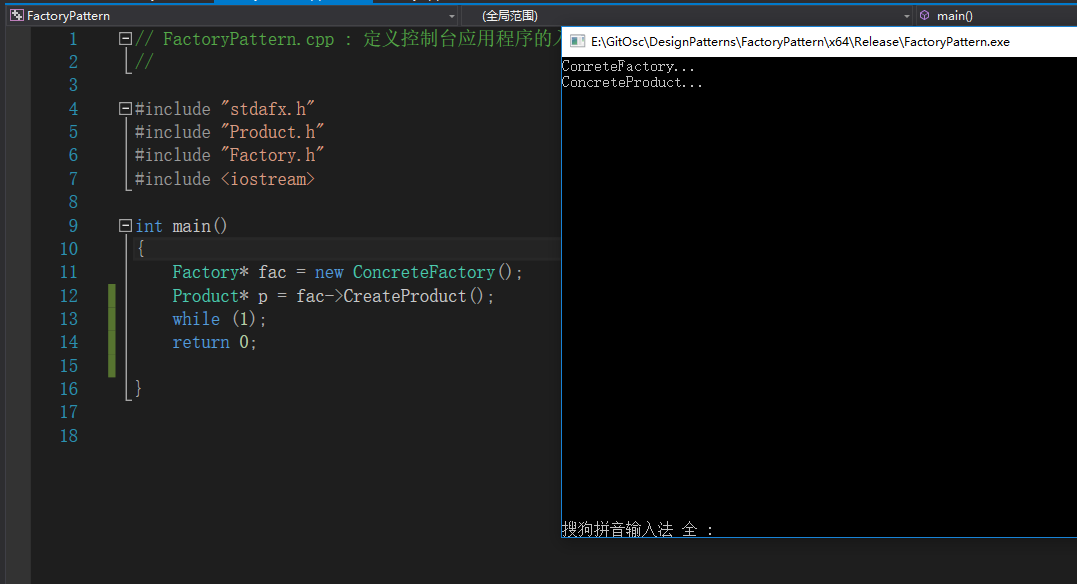 FactoryPattern
(全局范围)
main()
1 // FactoryPattern.cpp : 定义控制台应用程序的
2 //
3
4 #include "stdafx.h"
5 #include "Product.h"
6 #include "Factory.h"
7 #include <iostream>
8
9 int main()
10 {
11 Factory* fac = new ConcreteFactory();
12 Product* p = fac->CreateProduct();
13 while (1);
14 return 0;
15
16 }
17
18
E:\GitOsc\DesignPatterns\FactoryPattern\x64\Release\FactoryPattern.exe
ConreteFactory...
ConcreteProduct...
搜狗拼音输入法 全 :